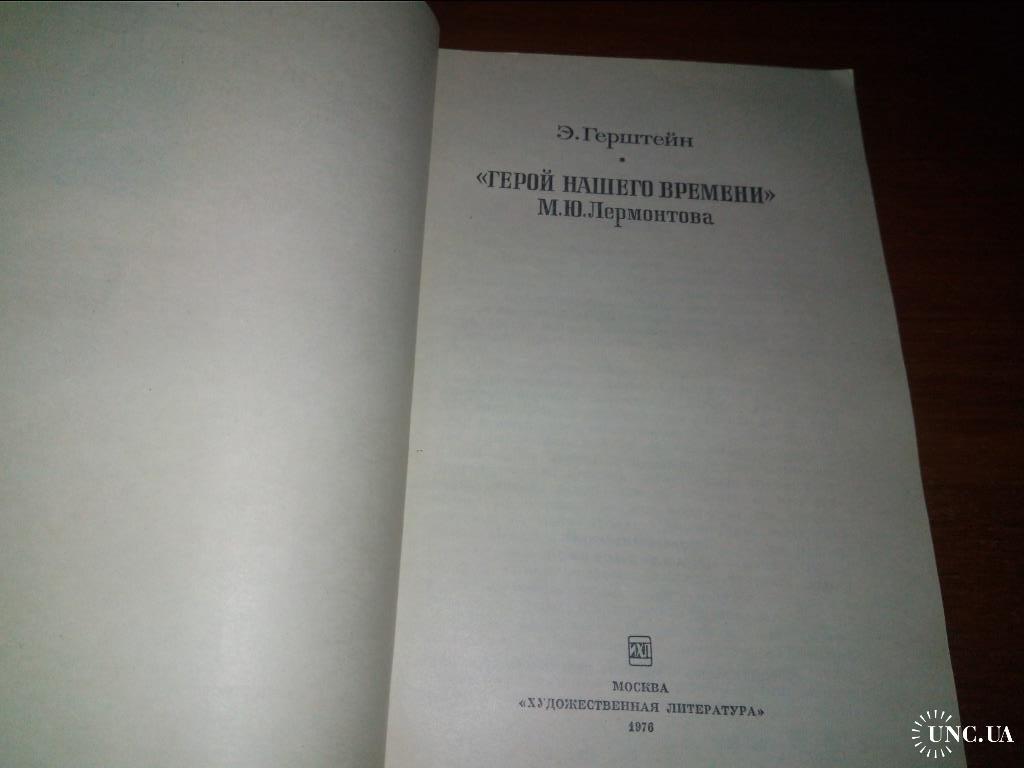 Э. Герштейн
«ГЕРОЙ НАШЕГО ВРЕМЕНИ»
М.Ю.Лермонтова
МОСКВА
«ХУДОЖЕСТВЕННАЯ ЛИТЕРАТУРА»
1976
UNC.UA